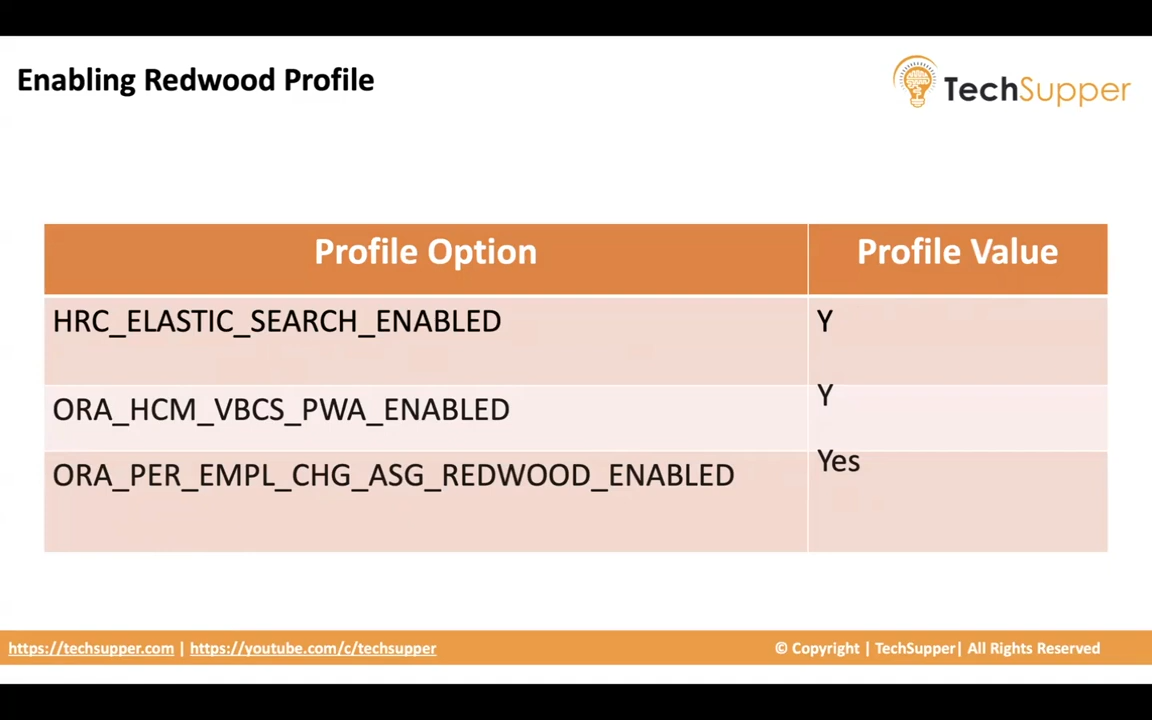 Enabling Redwood Profile
TechSupper
Profile Option Profile Value
HRC_ELASTIC_SEARCH_ENABLED Y
ORA_HCM_VBCS_PWA_ENABLED Y
ORA_PER_EMPL_CHG_ASG_REDWOOD_ENABLED Yes
https://techsupper.com | https://youtube.com/c/techsupper © Copyright | TechSupper| All Rights Reserved